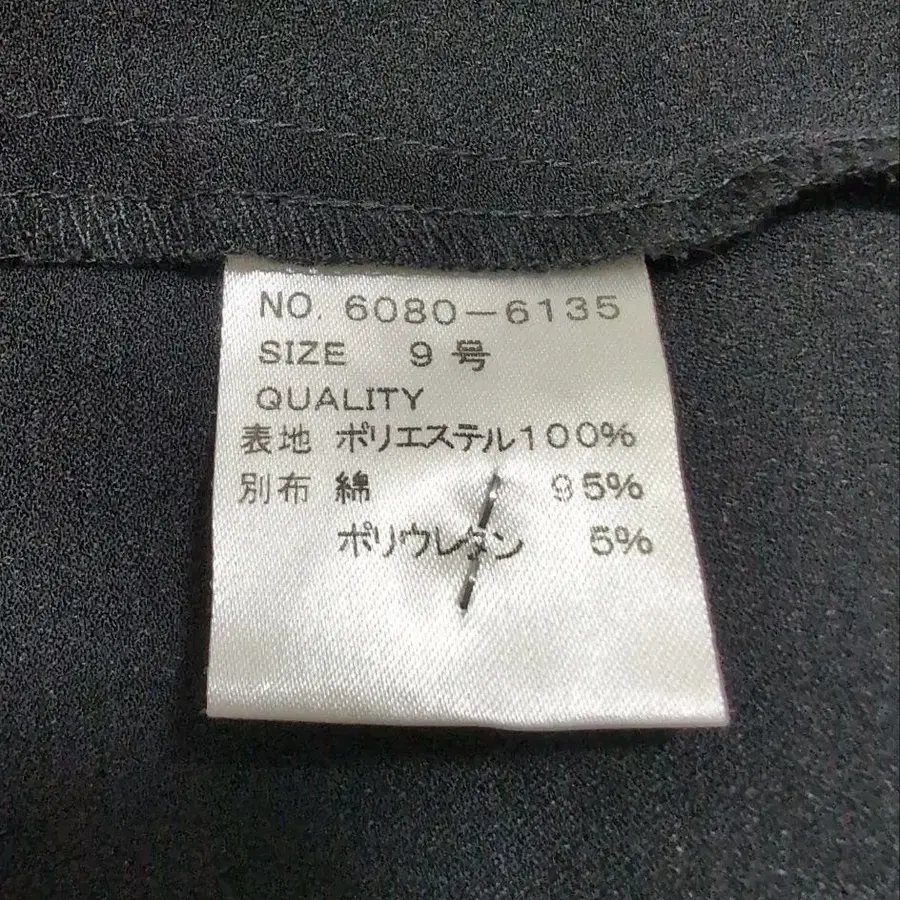 NO. 6080-6135
SIZE 9号
QUALITY
表地 ポリエステル100%
別布 綿 95%
ポリウレタン 5%